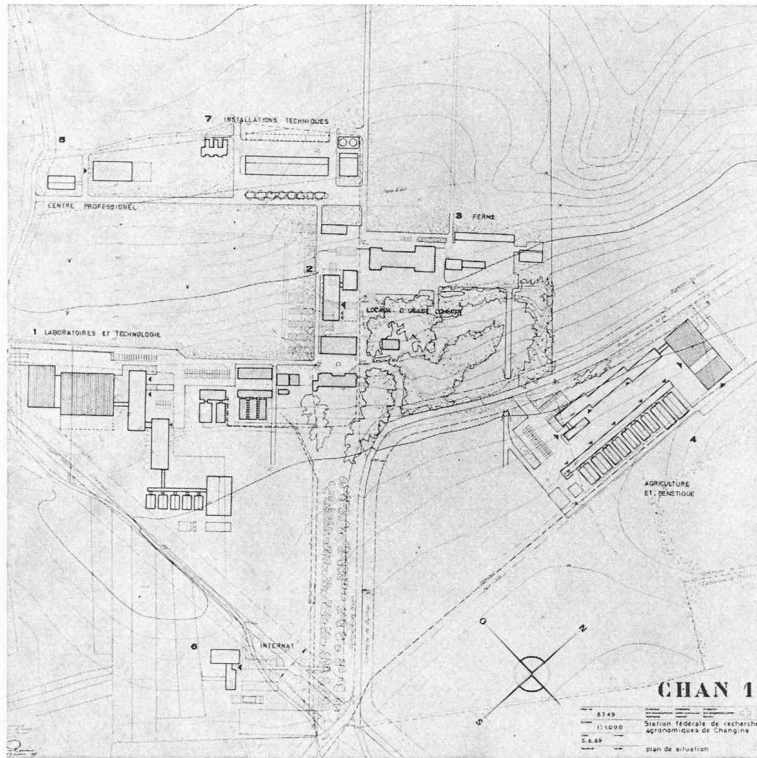 7 INSTALLATIONS TECHNIQUES
5
CENTRE PROFESSIONEL
3 FERME
2
LOCAUX D'USAGE COMMUN
1 LABORATOIRES ET TECHNOLOGIE
4
AGRICULTURE
ET GENETIQUE
6
INTERNAT
O
N
S
CHAN 1
6349
1:1000
Station fédérale de recherche
agronomiques de Changins
5.6.69
plan de situation